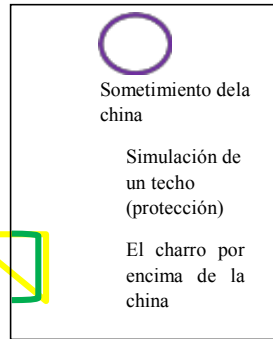 Sometimiento dela
china
Simulación de
un techo
(protección)
El charro por
encima de la
china